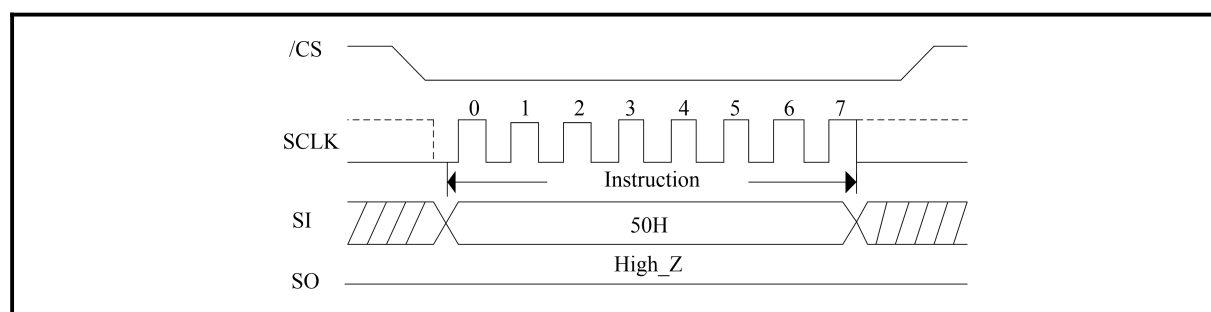 /CS
0 1 2 3 4 5 6 7
SCLK
Instruction
SI
50H
High_Z
SO